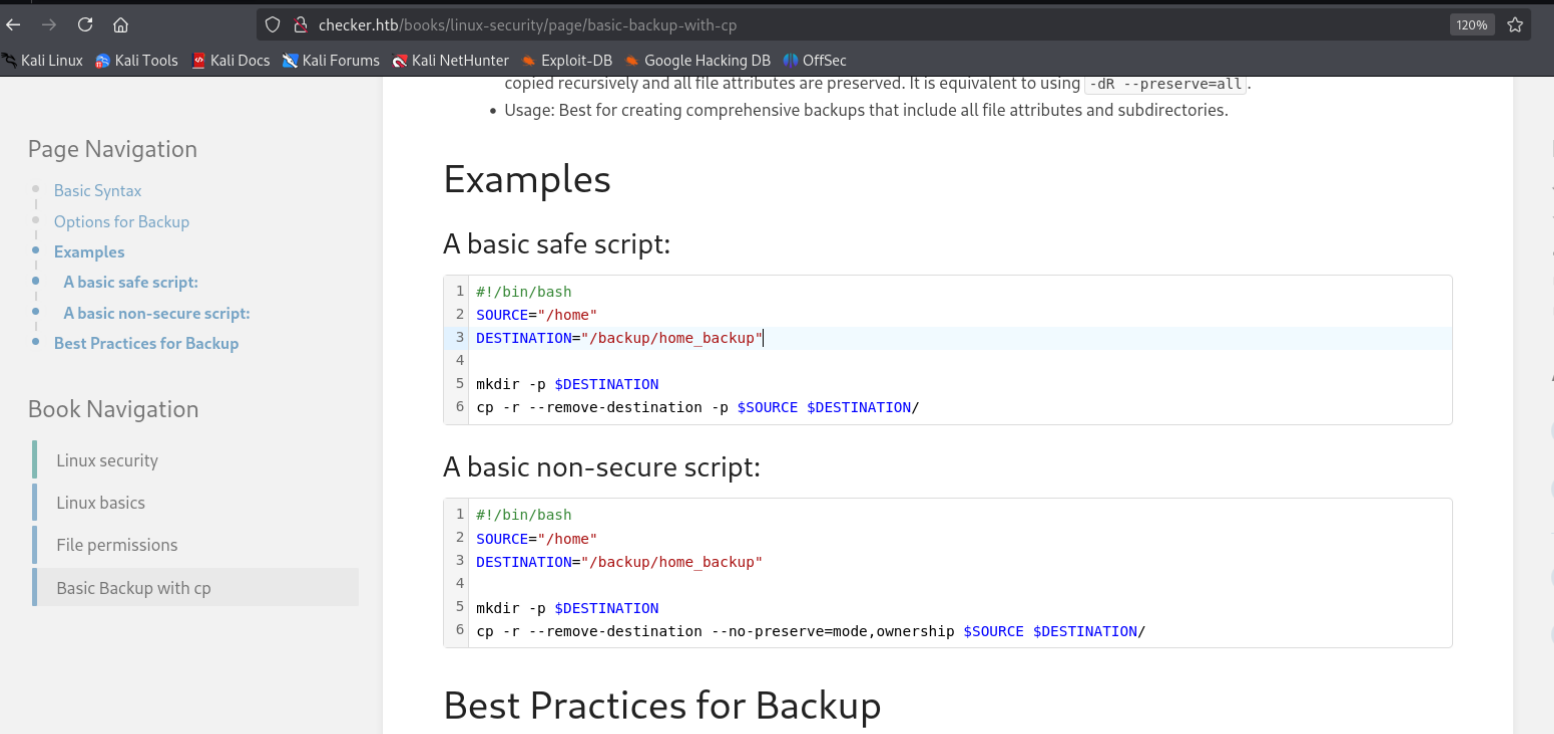 checker.htb/books/linux-security/page/basic-backup-with-cp
120%
Kali Linux Kali Tools Kali Docs Kali Forums Kali NetHunter Exploit-DB Google Hacking DB OffSec
Page Navigation
Basic Syntax
Options for Backup
Examples
A basic safe script:
A basic non-secure script:
Best Practices for Backup
Book Navigation
Linux security
Linux basics
File permissions
Basic Backup with cp
copied recursively and all file attributes are preserved. It is equivalent to using -dR --preserve=all.
• Usage: Best for creating comprehensive backups that include all file attributes and subdirectories.
Examples
A basic safe script:
1 #!/bin/bash
2 SOURCE="/home"
3 DESTINATION="/backup/home_backup"
4
5 mkdir -p $DESTINATION
6 cp -r --remove-destination -p $SOURCE $DESTINATION/
A basic non-secure script:
1 #!/bin/bash
2 SOURCE="/home"
3 DESTINATION="/backup/home_backup"
4
5 mkdir -p $DESTINATION
6 cp -r --remove-destination --no-preserve=mode,ownership $SOURCE $DESTINATION/
Best Practices for Backup